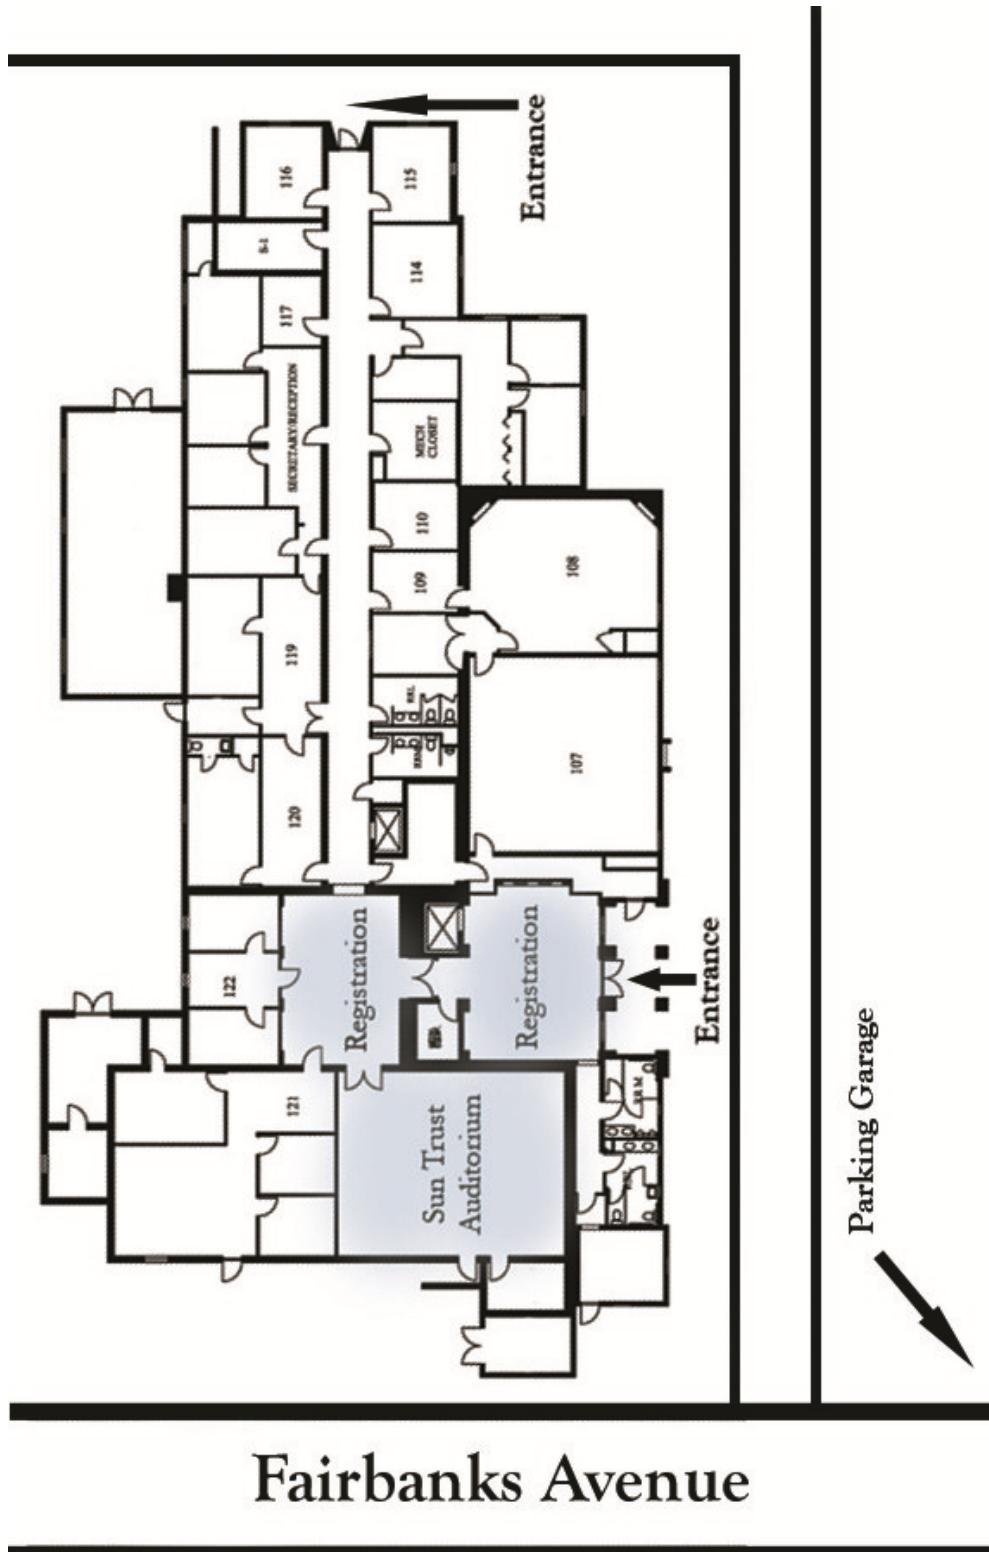 Entrance
116
115
S-1
114
117
SECRETARY/RECEPTION
MECH
CLOSET
110
109
108
119
107
120
Registration
Registration
122
Entrance
121
Sun Trust
Auditorium
Parking Garage
Fairbanks Avenue